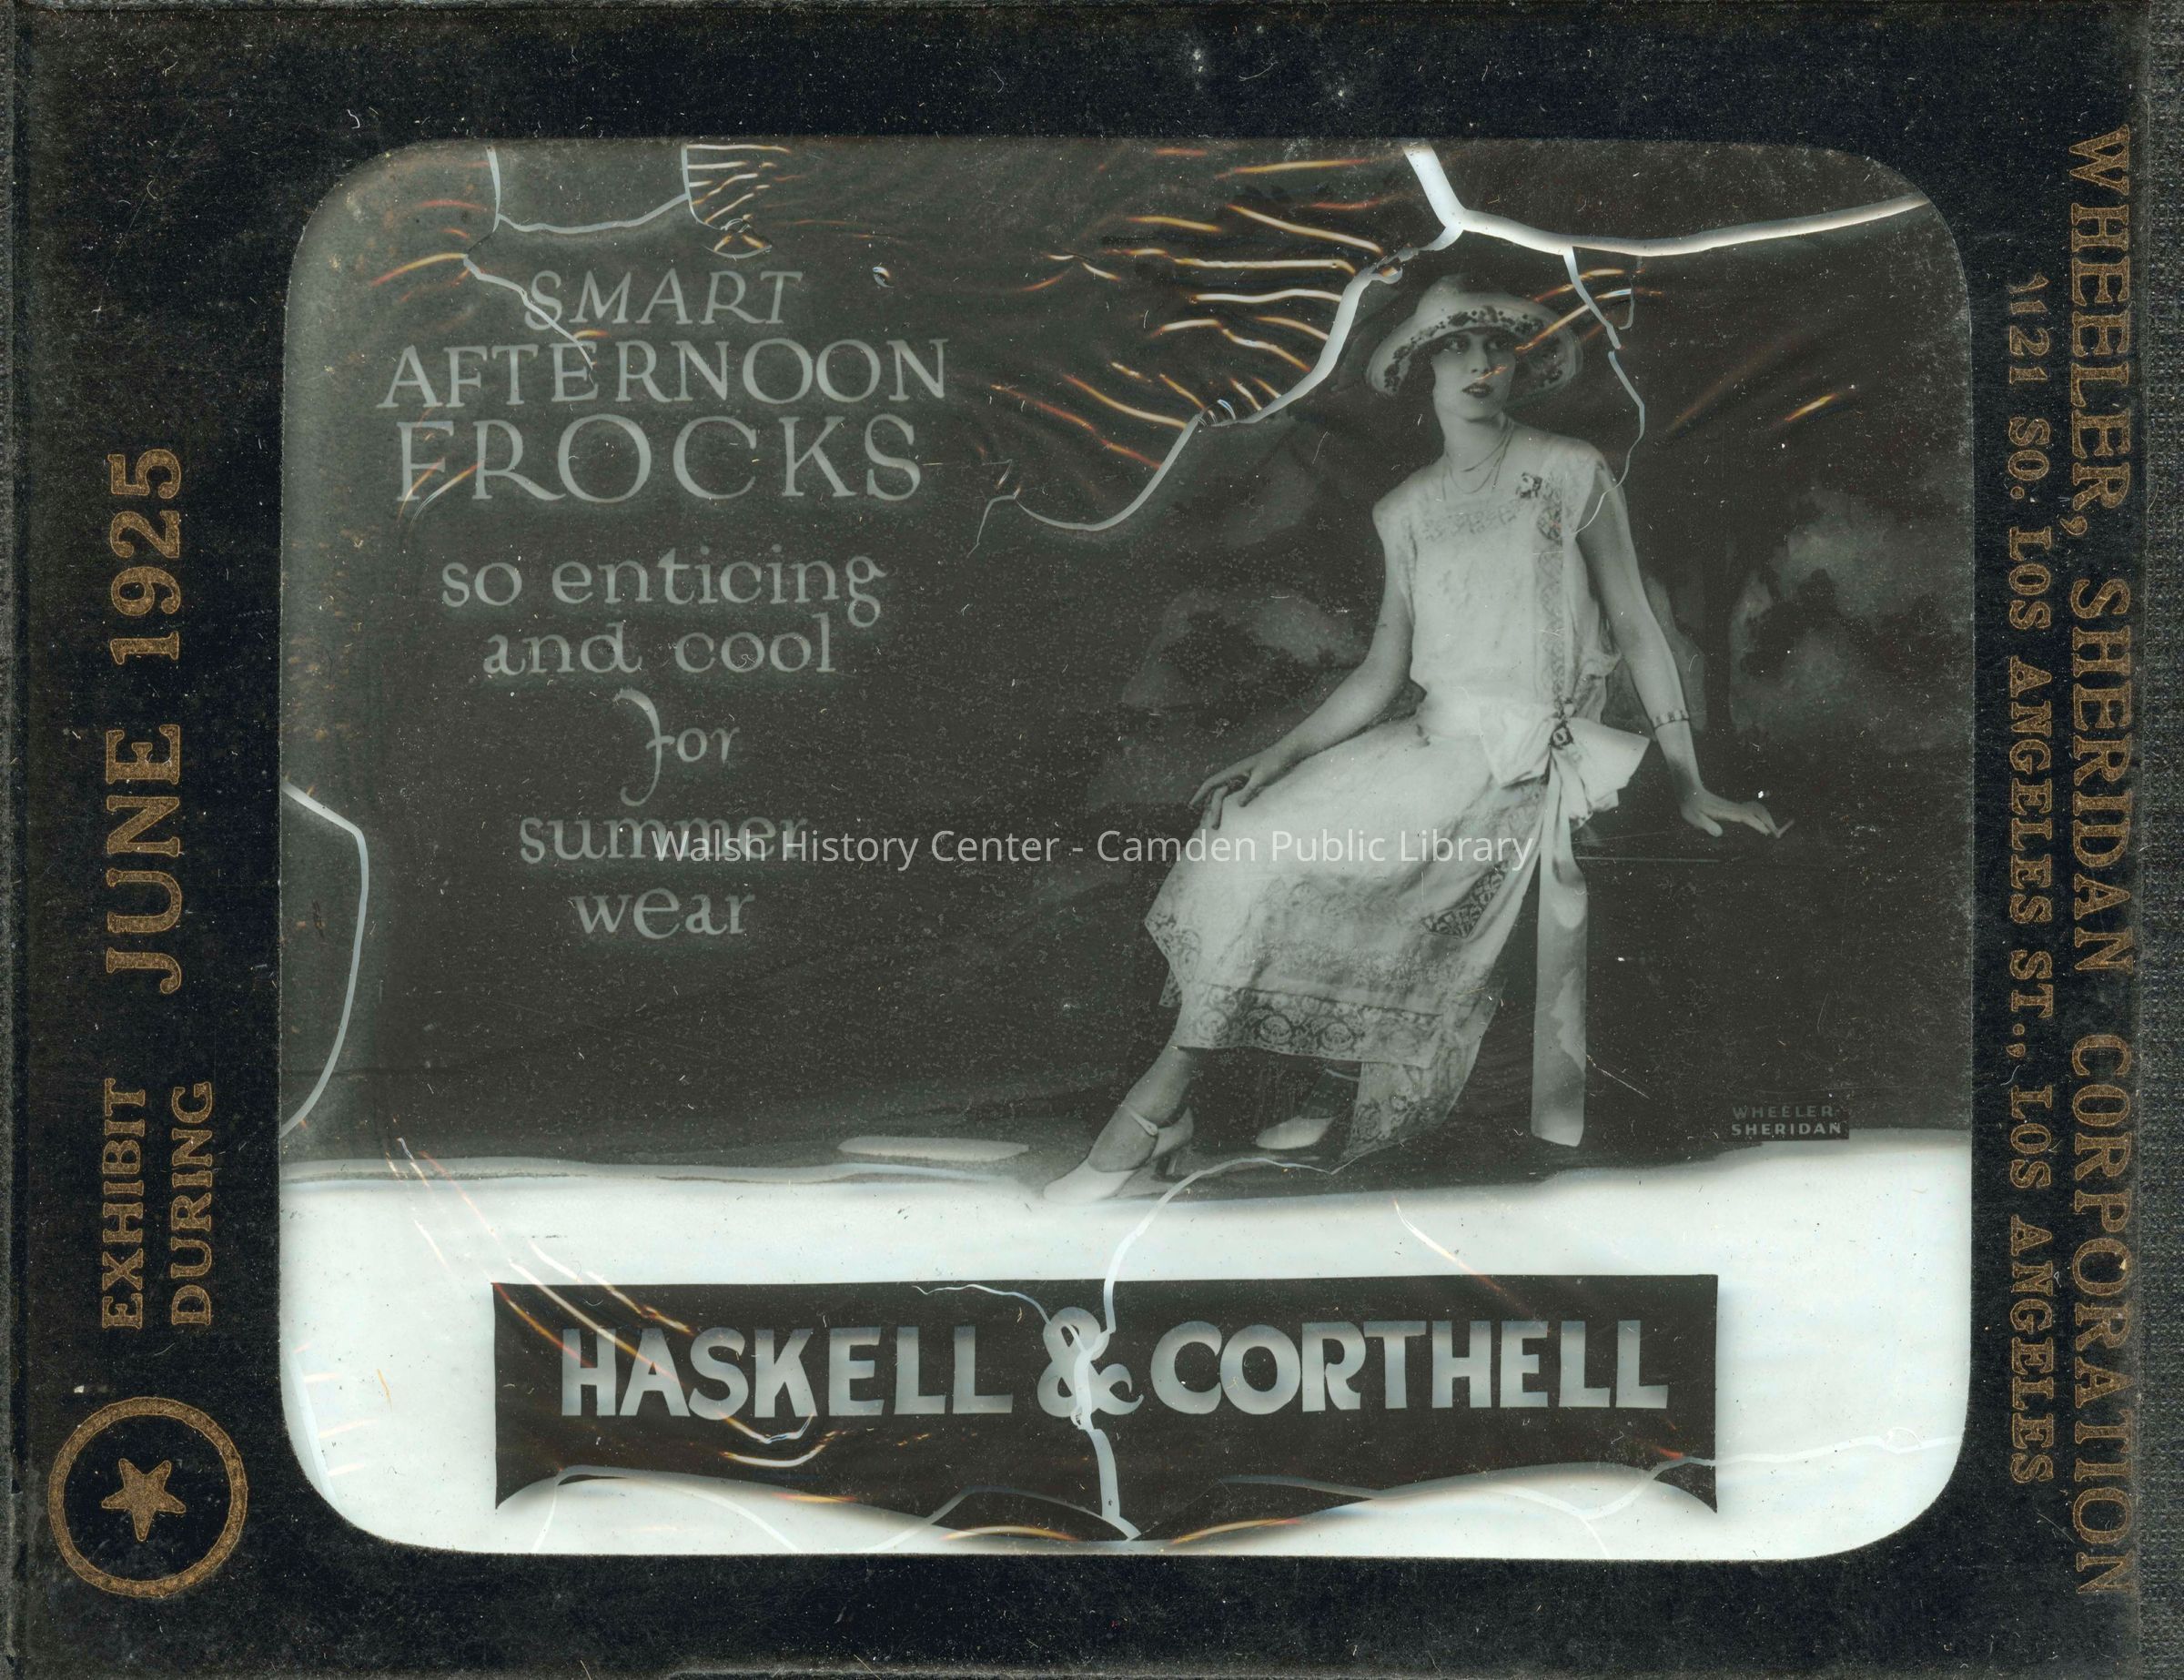 SMART
AFTERNOON
FROCKS
so enticing
and cool
for
summer
wear
WHEELER
SHERIDAN
HASKELL & CORTHELL
EXHIBIT
DURING
JUNE 1925
WHEELER, SHERIDAN CORPORATION
1121 SO. LOS ANGELES ST., LOS ANGELES
Walsh History Center - Camden Public Library